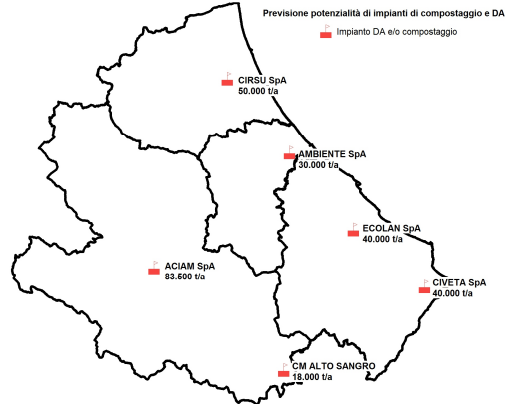 Previsione potenzialità di impianti di compostaggio e DA
Impianto DA e/o compostaggio
CIRSU SpA
50.000 t/a
AMBIENTE SpA
30.000 t/a
ECOLAN SpA
40.000 t/a
ACIAM SpA
83.500 t/a
CIVETA SpA
40.000 t/a
CM ALTO SANGRO
18.000 t/a